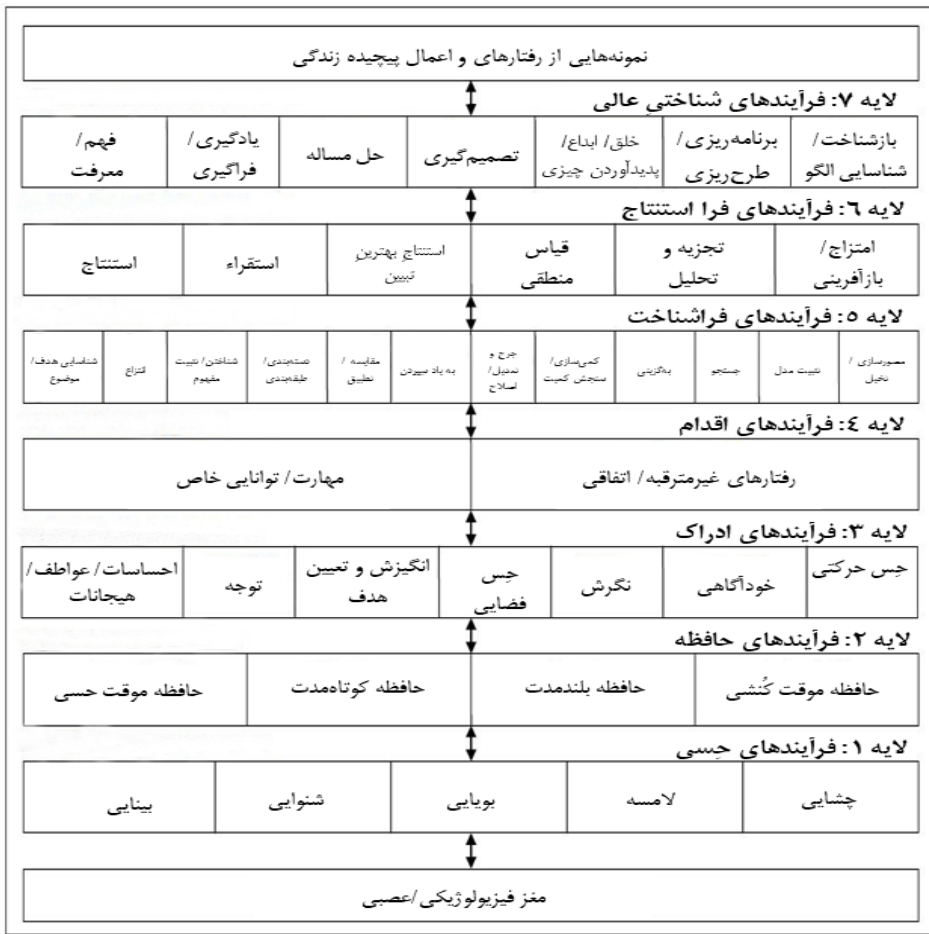 نمونه‌هایی از رفتارهای و اعمال پیچیده زندگی
لایه ۷: فرآیندهای شناختیِ عالی
بازشناخت/
شناسایی الگو
برنامه‌ریزی/
طرح‌ریزی
خلق/ ابداع/
پدیدآوردن چیزی
تصمیم‌گیری
حل مساله
یادگیری/
فراگیری
فهم/
معرفت
لایه ٦: فرآیندهای فرا استنتاج
امتزاج/
بازآفرینی
تجزیه و
تحلیل
قیاس
منطقی
استنتاجِ بهترینِ
تبیین
استقراء
استنتاج
لایه ٥: فرآیندهای فراشناخت
مصورسازی /
تخیل
تثبیت مدل
جستجو
به‌گزینی
کمی‌سازی/
سنجش کمیت
جرح و
تعدیل/
اصلاح
به یاد سپردن
مقایسه /
تطبیق
دسته‌بندی/
طبقه‌بندی
شناختن/ تثبیت
مفهوم
انتزاع
شناسایی هدف/
موضوع
لایه ٤: فرآیندهای اقدام
رفتارهای غیرمترقبه/ اتفاقی
مهارت/ توانایی خاص
لایه ۳: فرآیندهای ادراک
حِس حرکتی
خودآگاهی
نگرش
حِس
فضایی
انگیزش و تعیین
هدف
توجه
احساسات/ عواطف/
هیجانات
لایه ۲: فرآیندهای حافظه
حافظه موقت کُنشی
حافظه بلندمدت
حافظه کوتاه‌مدت
حافظه موقت حسی
لایه ۱: فرآیندهای حِسی
چشایی
لامسه
بویایی
شنوایی
بینایی
مغز فیزیولوژیکی/عصبی